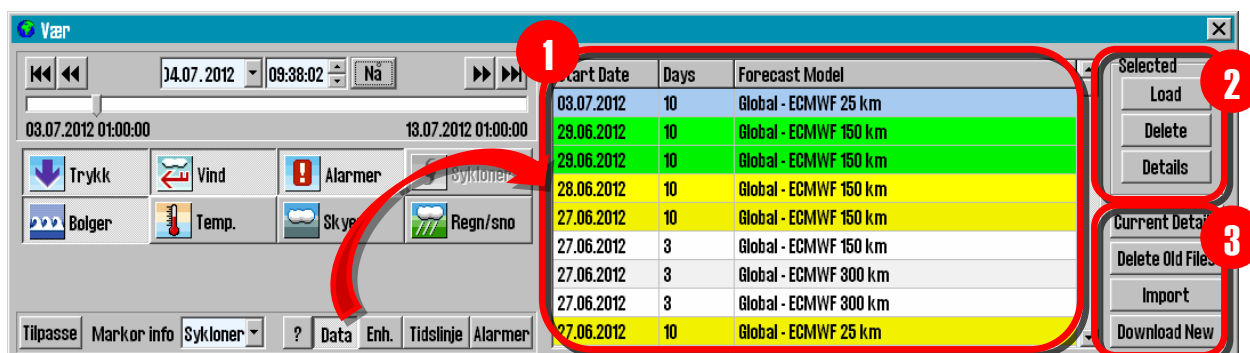 Vær
1
04.07.2012 09:38:02 Nå
03.07.2012 01:00:00 13.07.2012 01:00:00
Trykk Vind Alarmer Sykloner
Bolger Temp. Skyer Regn/sno
Tilpasse Markor info Sykloner ? Data Enh. Tidslinje Alarmer
Start Date Days Forecast Model
03.07.2012 10 Global - ECMWF 25 km
29.06.2012 10 Global - ECMWF 150 km
29.06.2012 10 Global - ECMWF 150 km
28.06.2012 10 Global - ECMWF 150 km
27.06.2012 10 Global - ECMWF 150 km
27.06.2012 3 Global - ECMWF 150 km
27.06.2012 3 Global - ECMWF 300 km
27.06.2012 3 Global - ECMWF 300 km
27.06.2012 10 Global - ECMWF 25 km
Selected
2
Load
Delete
Details
Current Details
3
Delete Old Files
Import
Download New